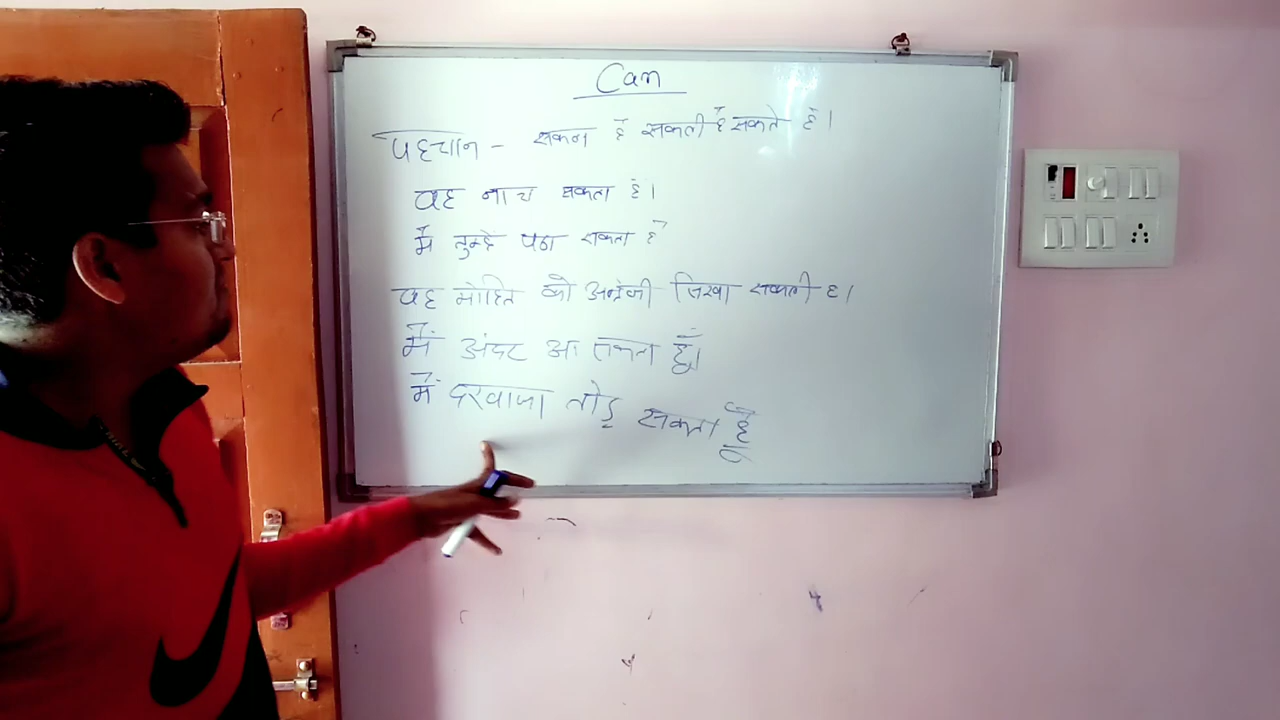 Can
पहचान - सकता है सकती है सकते हैं।
वह नाच सकता है।
मैं तुम्हे पढा सकता है
वह मोहित को अंग्रेजी सिखा सकती है।
मैं अंदर आ सकता हूँ।
मैं दरवाजा तोड़ सकता हूँ